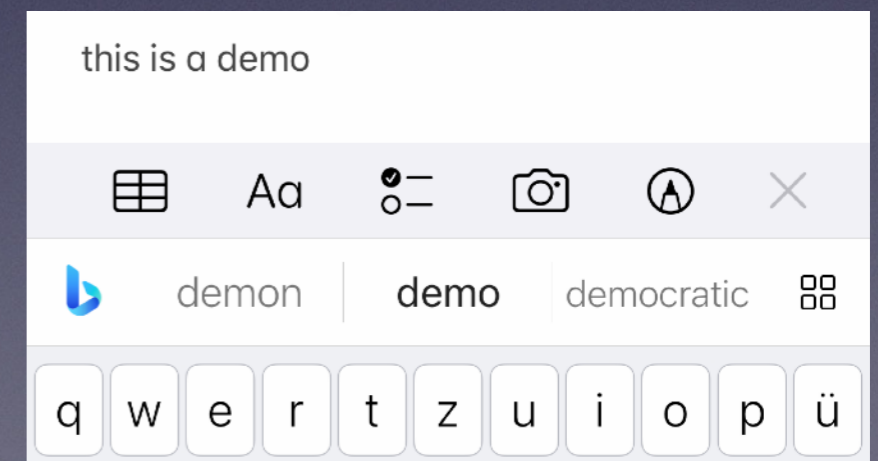 this is a demo
Aa
demon demo democratic
q w e r t z u i o p ü